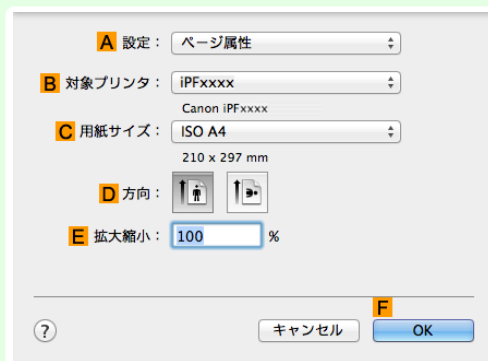 A 設定： ページ属性
B 対象プリンタ： iPFxxxx
Canon iPFxxxx
C 用紙サイズ： ISO A4
210 x 297 mm
D 方向：
E 拡大縮小： 100 %
F
? キャンセル OK